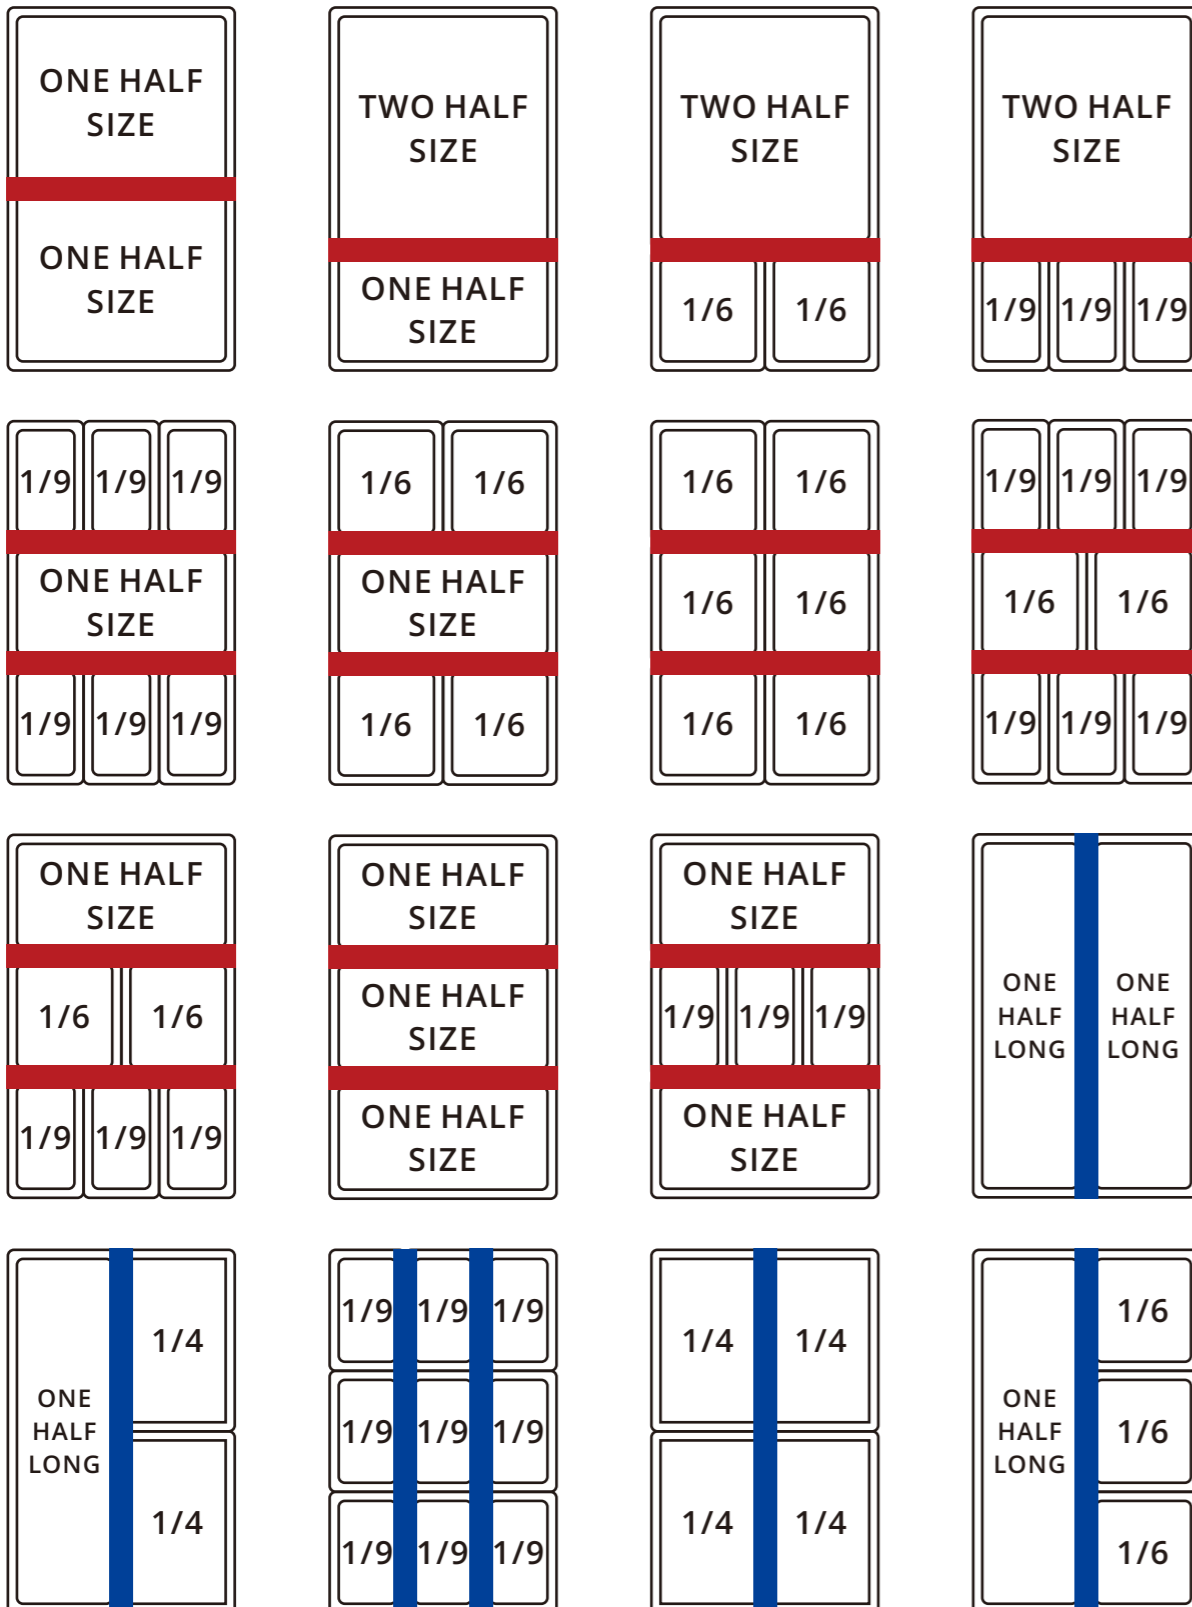 ONE HALF
SIZE
ONE HALF
SIZE
TWO HALF
SIZE
ONE HALF
SIZE
TWO HALF
SIZE
1/6 1/6
TWO HALF
SIZE
1/9 1/9 1/9
1/9 1/9 1/9
ONE HALF
SIZE
1/9 1/9 1/9
1/6 1/6
ONE HALF
SIZE
1/6 1/6
1/6 1/6
1/6 1/6
1/6 1/6
1/9 1/9 1/9
1/6 1/6
1/9 1/9 1/9
ONE HALF
SIZE
1/6 1/6
1/9 1/9 1/9
ONE HALF
SIZE
ONE HALF
SIZE
ONE HALF
SIZE
ONE HALF
SIZE
1/9 1/9 1/9
ONE HALF
SIZE
ONE
HALF
LONG
ONE
HALF
LONG
ONE
HALF
LONG
1/4
1/4
1/9 1/9 1/9
1/9 1/9 1/9
1/9 1/9 1/9
1/4 1/4
1/4 1/4
ONE
HALF
LONG
1/6
1/6
1/6